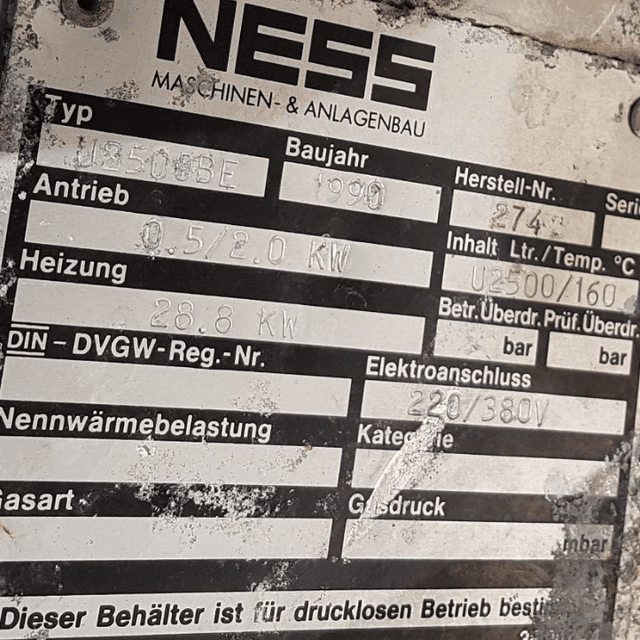 NESS
MASCHINEN- & ANLAGENBAU
Typ Baujahr Herstell-Nr.
1990
Antrieb Inhalt Ltr./Temp. °C
0.5/2.0 KW U2500/160
Heizung Betr.Überdr. Prüf.Überdr.
28.8 KW bar bar
DIN - DVGW-Reg.-Nr. Elektroanschluss
220/380V
Nennwärmebelastung Kategorie
Gasdruck
mbar
Dieser Behälter ist für drucklosen Betrieb